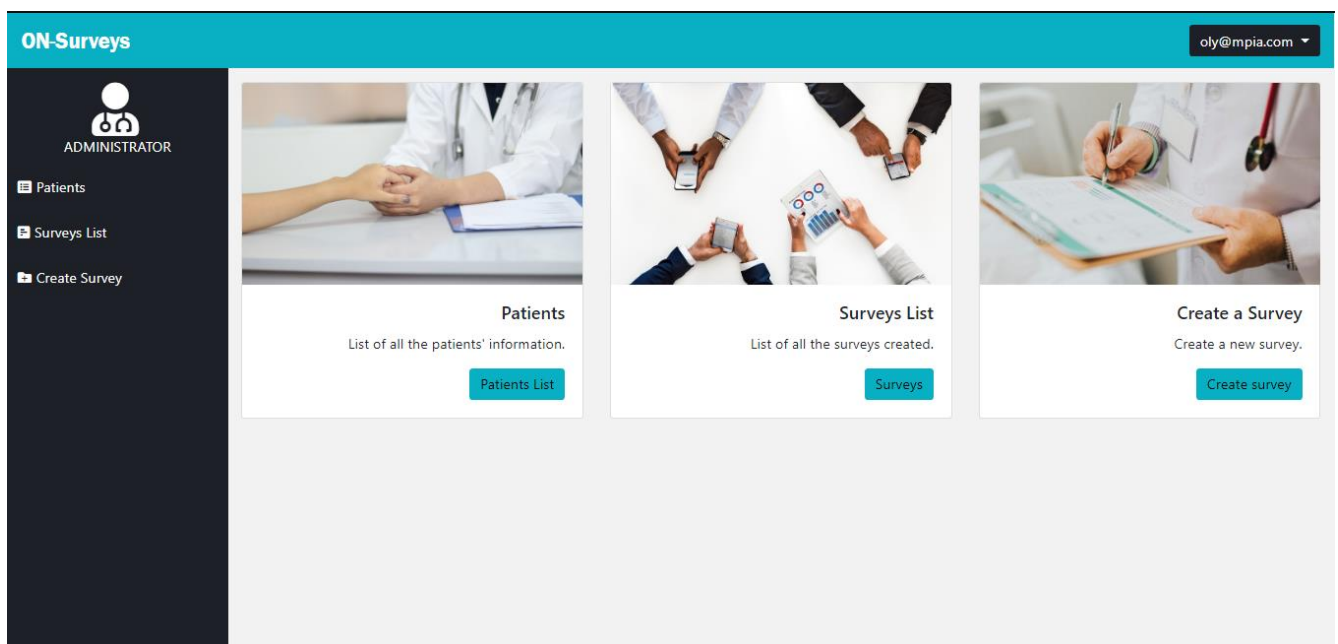 ON-Surveys
oly@mpia.com
ADMINISTRATOR
Patients
Surveys List
Create Survey
Patients
List of all the patients' information.
Patients List
Surveys List
List of all the surveys created.
Surveys
Create a Survey
Create a new survey.
Create survey